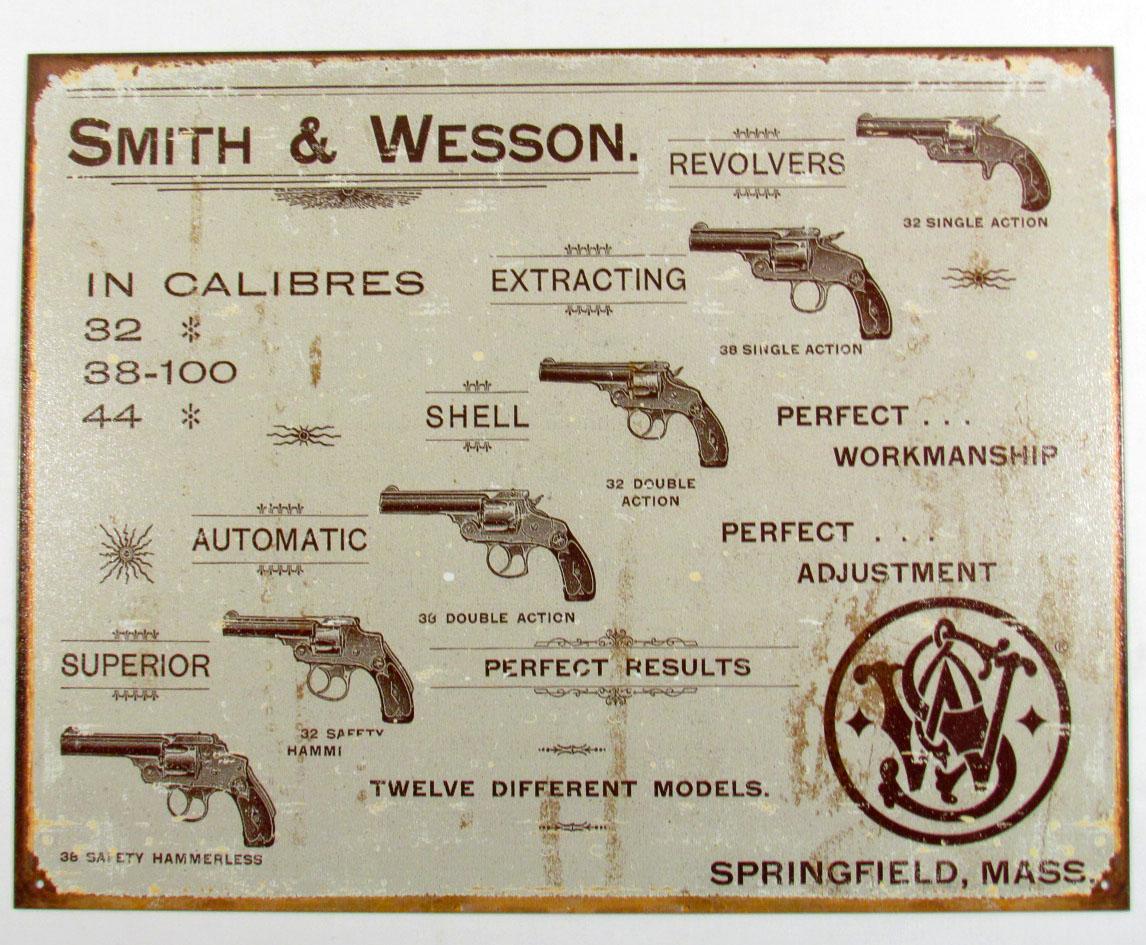 SMITH & WESSON.
REVOLVERS
32 SINGLE ACTION
EXTRACTING
38 SINGLE ACTION
IN CALIBRES
32 *
38-100
44 *
SHELL
32 DOUBLE
ACTION
PERFECT . . .
WORKMANSHIP
AUTOMATIC
38 DOUBLE ACTION
PERFECT . . .
ADJUSTMENT
SUPERIOR
32 SAFETY
HAMM
PERFECT RESULTS
38 SAFETY HAMMERLESS
TWELVE DIFFERENT MODELS.
SW
®
SPRINGFIELD, MASS.